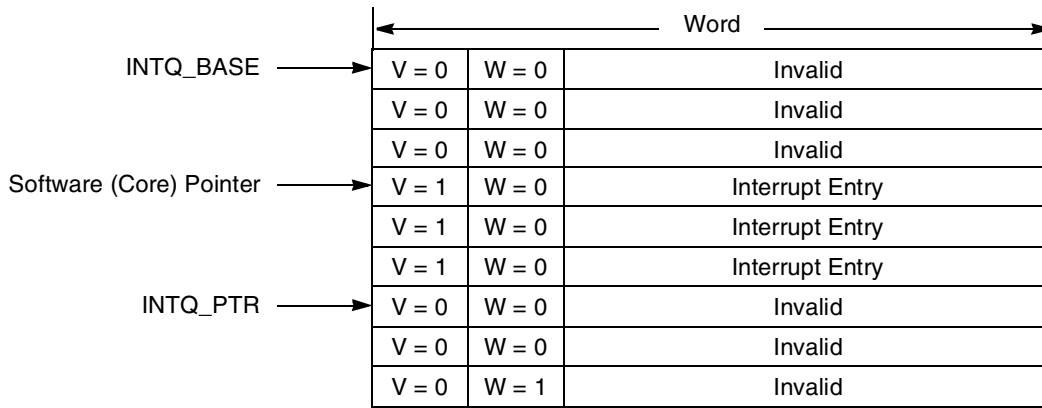 Word
INTQ_BASE V = 0 W = 0 Invalid
V = 0 W = 0 Invalid
V = 0 W = 0 Invalid
Software (Core) Pointer V = 1 W = 0 Interrupt Entry
V = 1 W = 0 Interrupt Entry
V = 1 W = 0 Interrupt Entry
INTQ_PTR V = 0 W = 0 Invalid
V = 0 W = 0 Invalid
V = 0 W = 1 Invalid